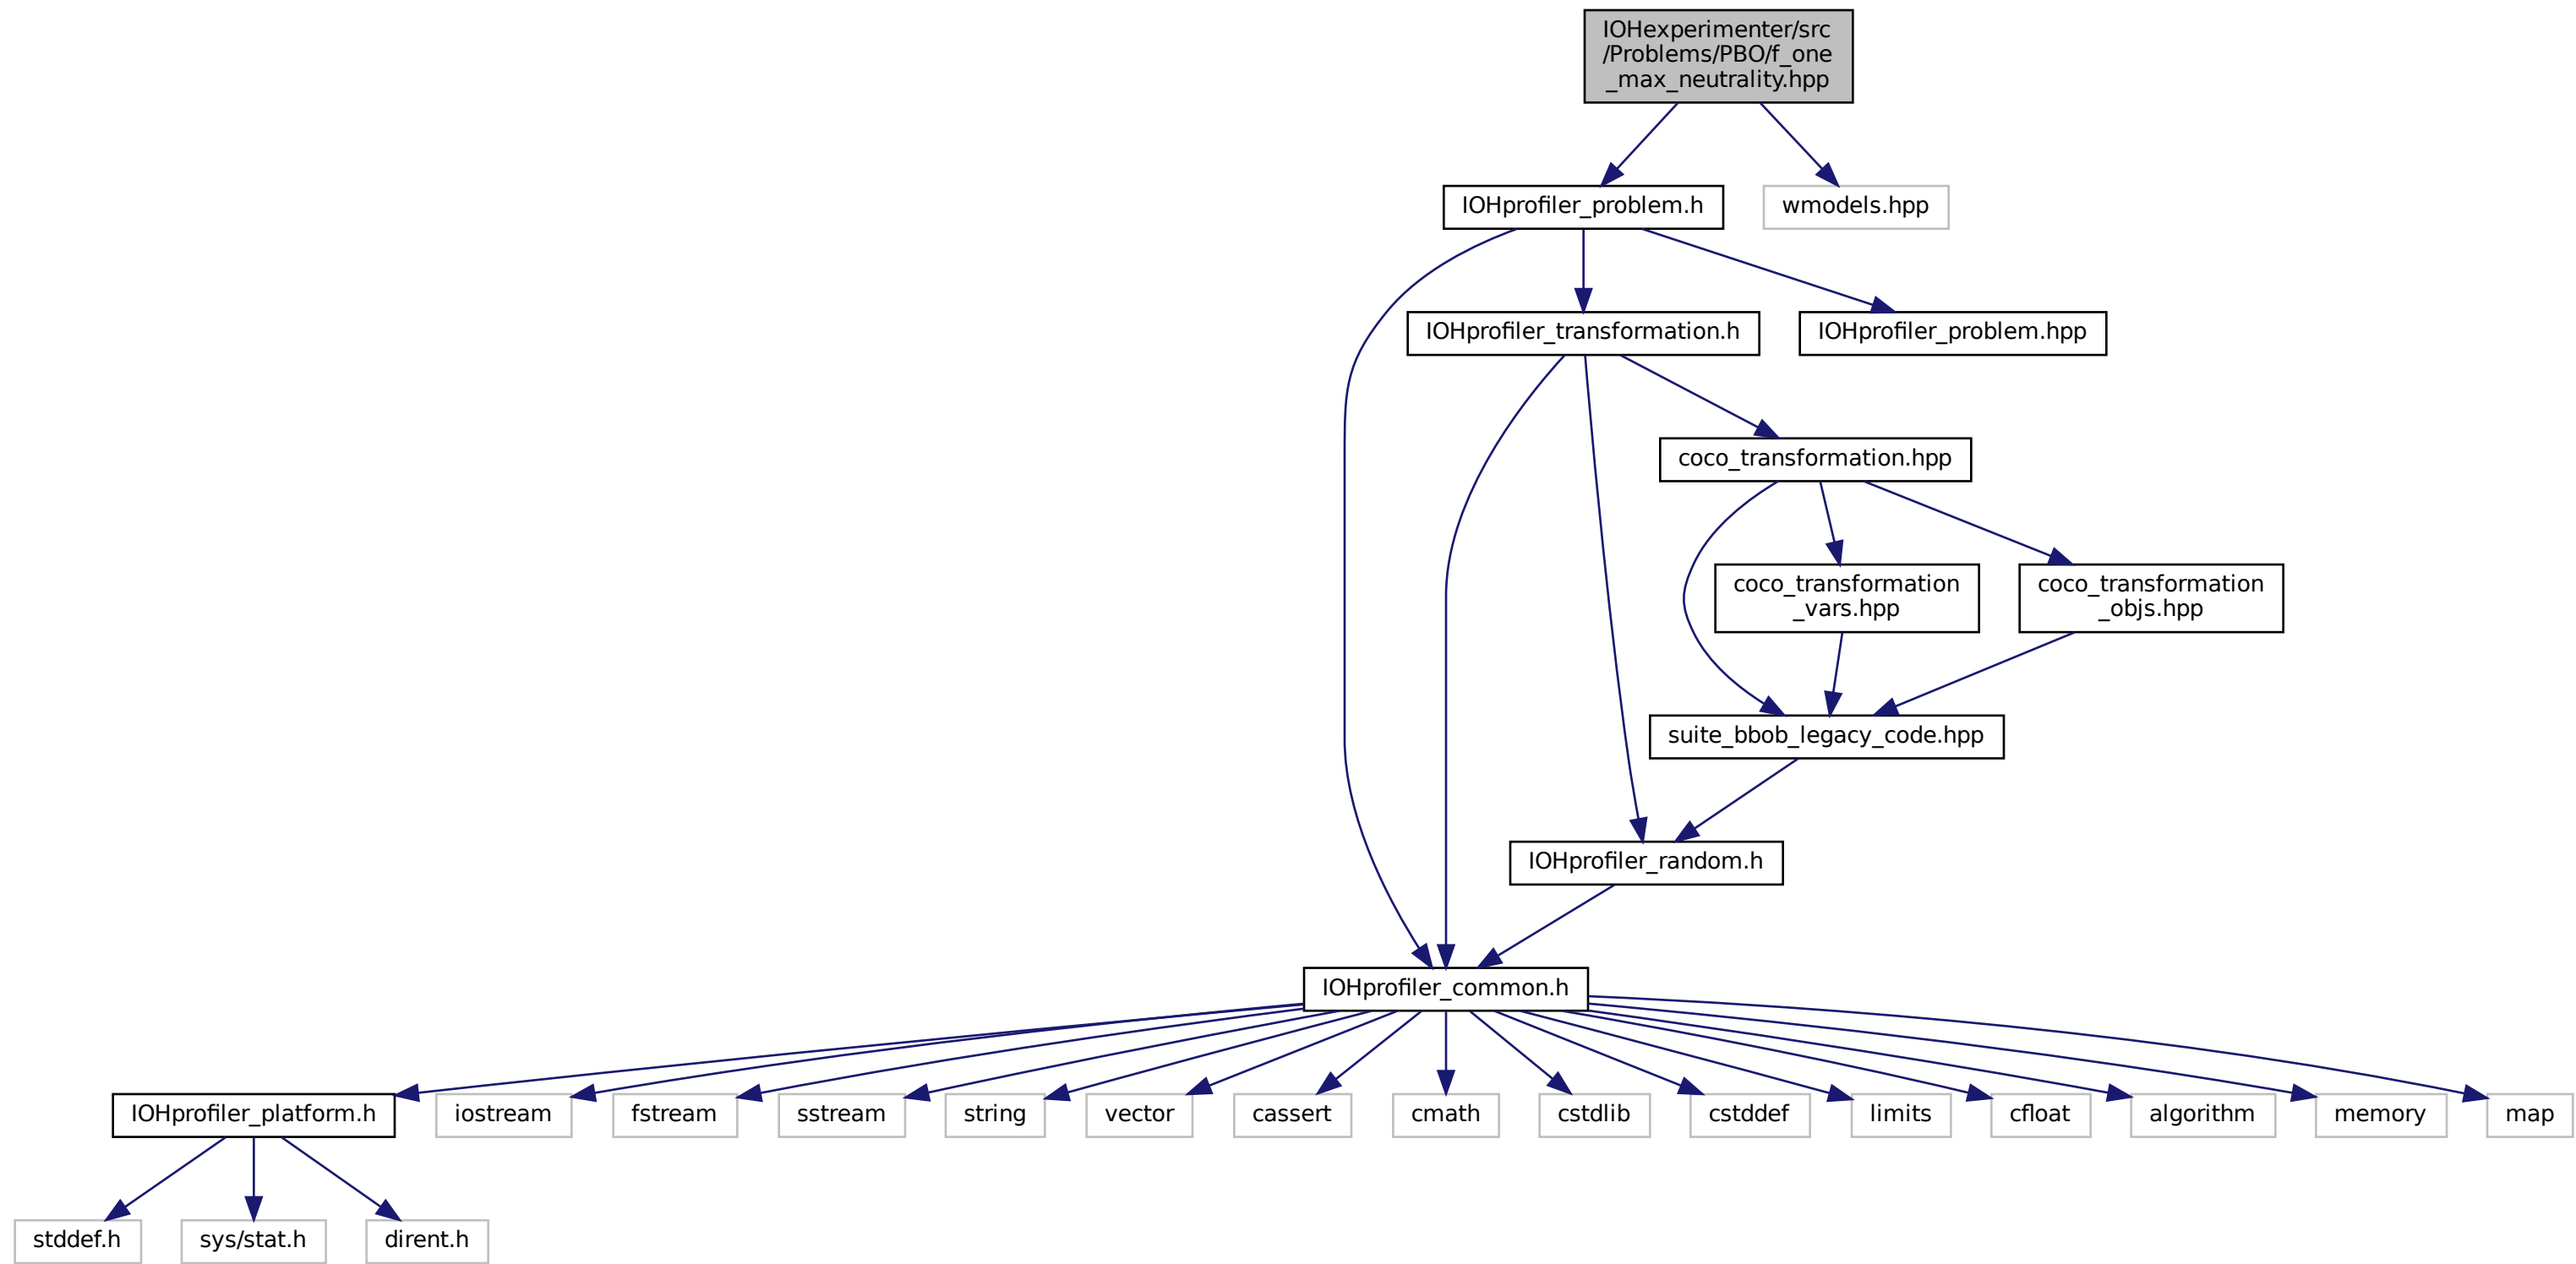 IOHexperimenter/src
/Problems/PBO/f_one
_max_neutrality.hpp
IOHprofiler_problem.h
wmodels.hpp
IOHprofiler_transformation.h
IOHprofiler_problem.hpp
coco_transformation.hpp
coco_transformation
_vars.hpp
coco_transformation
_objs.hpp
suite_bbob_legacy_code.hpp
IOHprofiler_random.h
IOHprofiler_common.h
IOHprofiler_platform.h
iostream
fstream
sstream
string
vector
cassert
cmath
cstdlib
cstddef
limits
cfloat
algorithm
memory
map
stddef.h
sys/stat.h
dirent.h